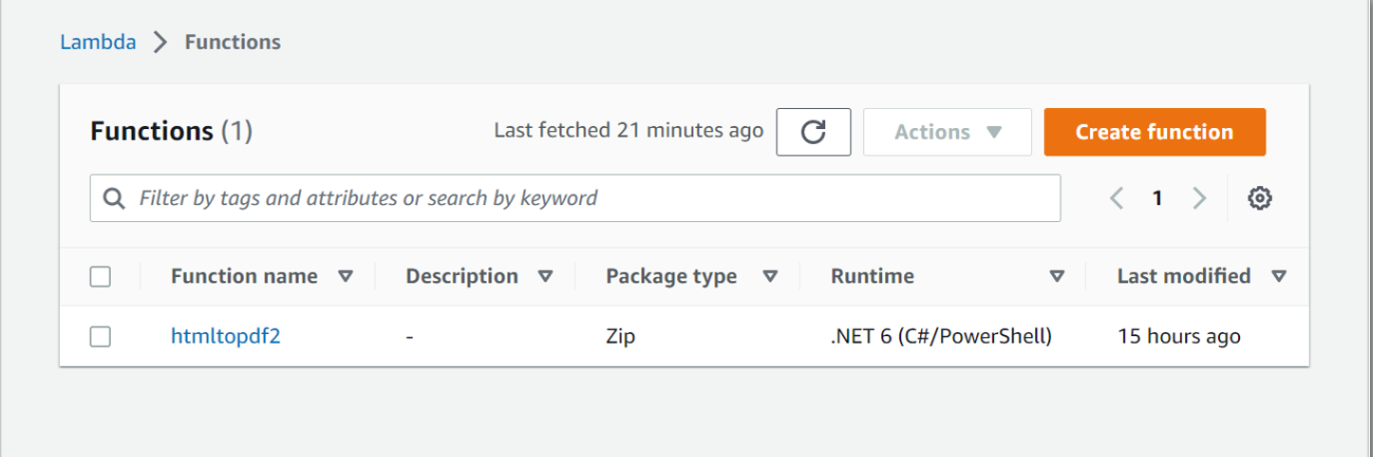 Lambda > Functions
Functions (1) Last fetched 21 minutes ago Actions Create function
Filter by tags and attributes or search by keyword 1
Function name Description Package type Runtime Last modified
htmltopdf2 - Zip .NET 6 (C#/PowerShell) 15 hours ago